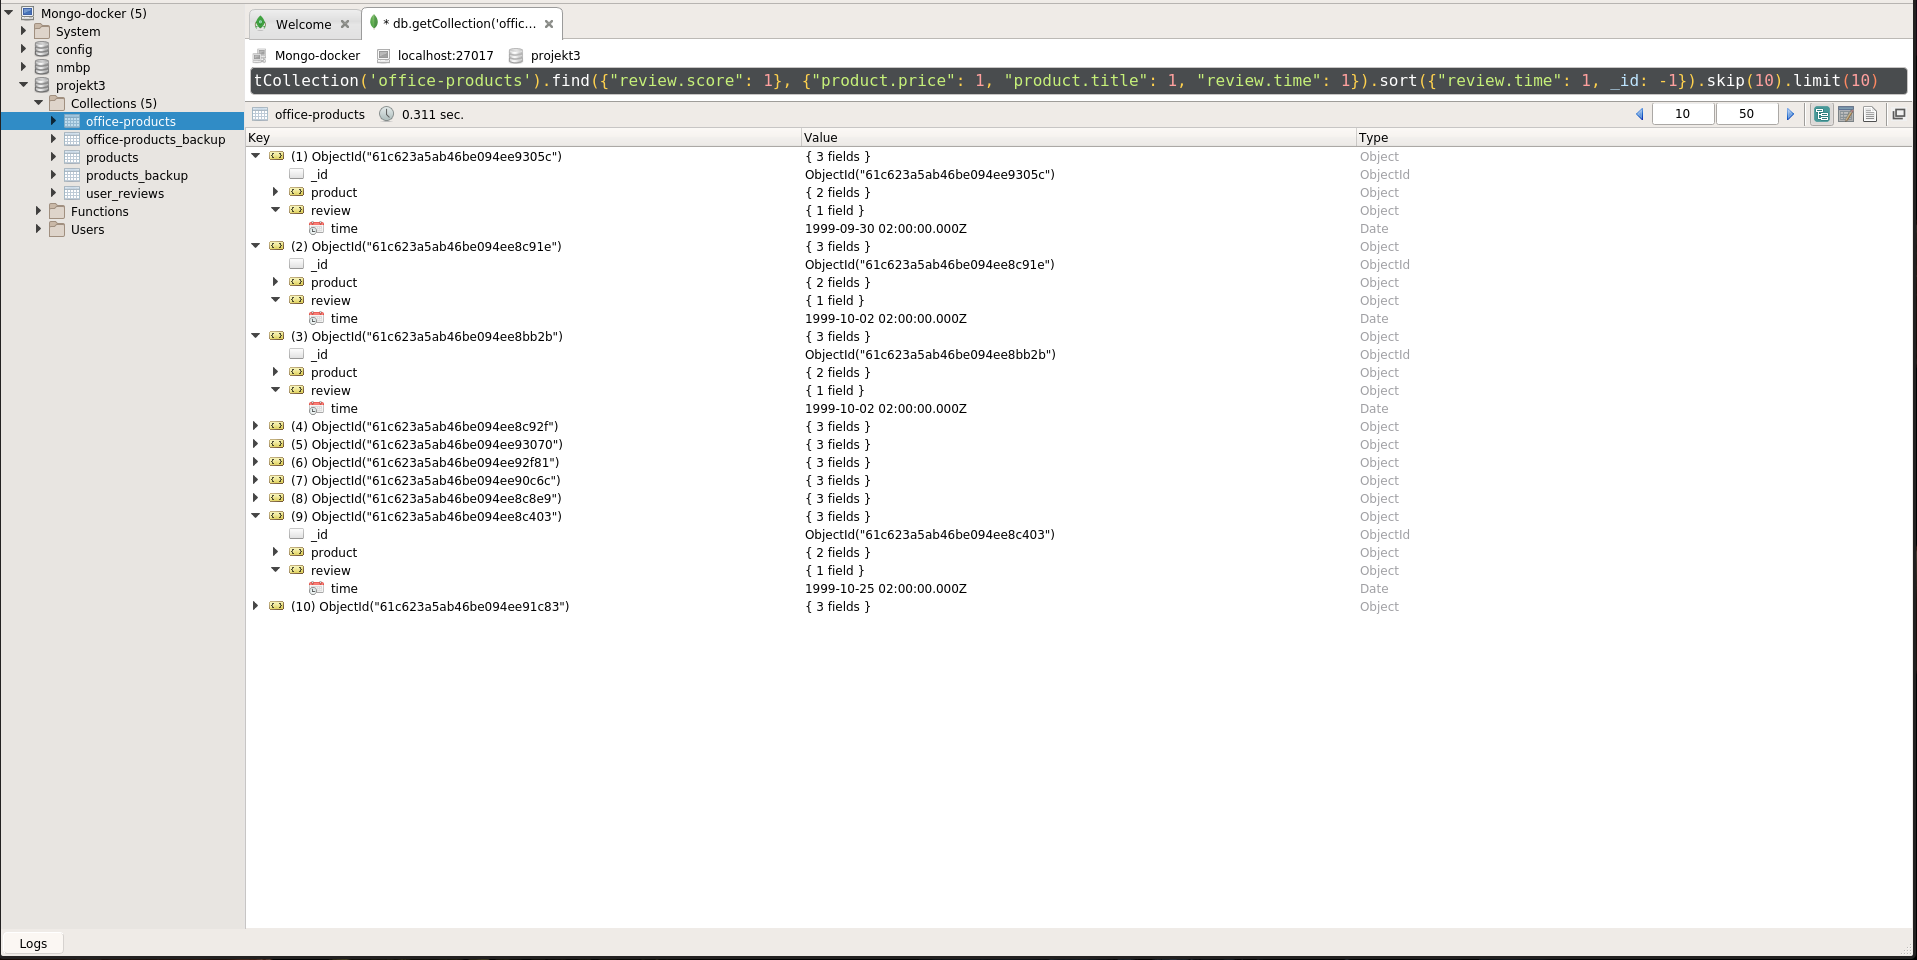 Mongo-docker (5)
System
config
nmbp
projekt3
Collections (5)
office-products
office-products_backup
products
products_backup
user_reviews
Functions
Users
Welcome
* db.getCollection('offic...
Mongo-docker localhost:27017 projekt3
tCollection('office-products').find({"review.score": 1}, {"product.price": 1, "product.title": 1, "review.time": 1}).sort({"review.time": 1, _id: -1}).skip(10).limit(10)
office-products 0.311 sec. 10 50
Key Value Type
(1) ObjectId("61c623a5ab46be094ee9305c") { 3 fields } Object
_id ObjectId("61c623a5ab46be094ee9305c") ObjectId
product { 2 fields } Object
review { 1 field } Object
time 1999-09-30 02:00:00.000Z Date
(2) ObjectId("61c623a5ab46be094ee8c91e") { 3 fields } Object
_id ObjectId("61c623a5ab46be094ee8c91e") ObjectId
product { 2 fields } Object
review { 1 field } Object
time 1999-10-02 02:00:00.000Z Date
(3) ObjectId("61c623a5ab46be094ee8bb2b") { 3 fields } Object
_id ObjectId("61c623a5ab46be094ee8bb2b") ObjectId
product { 2 fields } Object
review { 1 field } Object
time 1999-10-02 02:00:00.000Z Date
(4) ObjectId("61c623a5ab46be094ee8c92f") { 3 fields } Object
(5) ObjectId("61c623a5ab46be094ee93070") { 3 fields } Object
(6) ObjectId("61c623a5ab46be094ee92f81") { 3 fields } Object
(7) ObjectId("61c623a5ab46be094ee90c6c") { 3 fields } Object
(8) ObjectId("61c623a5ab46be094ee8c8e9") { 3 fields } Object
(9) ObjectId("61c623a5ab46be094ee8c403") { 3 fields } Object
_id ObjectId("61c623a5ab46be094ee8c403") ObjectId
product { 2 fields } Object
review { 1 field } Object
time 1999-10-25 02:00:00.000Z Date
(10) ObjectId("61c623a5ab46be094ee91c83") { 3 fields } Object
Logs